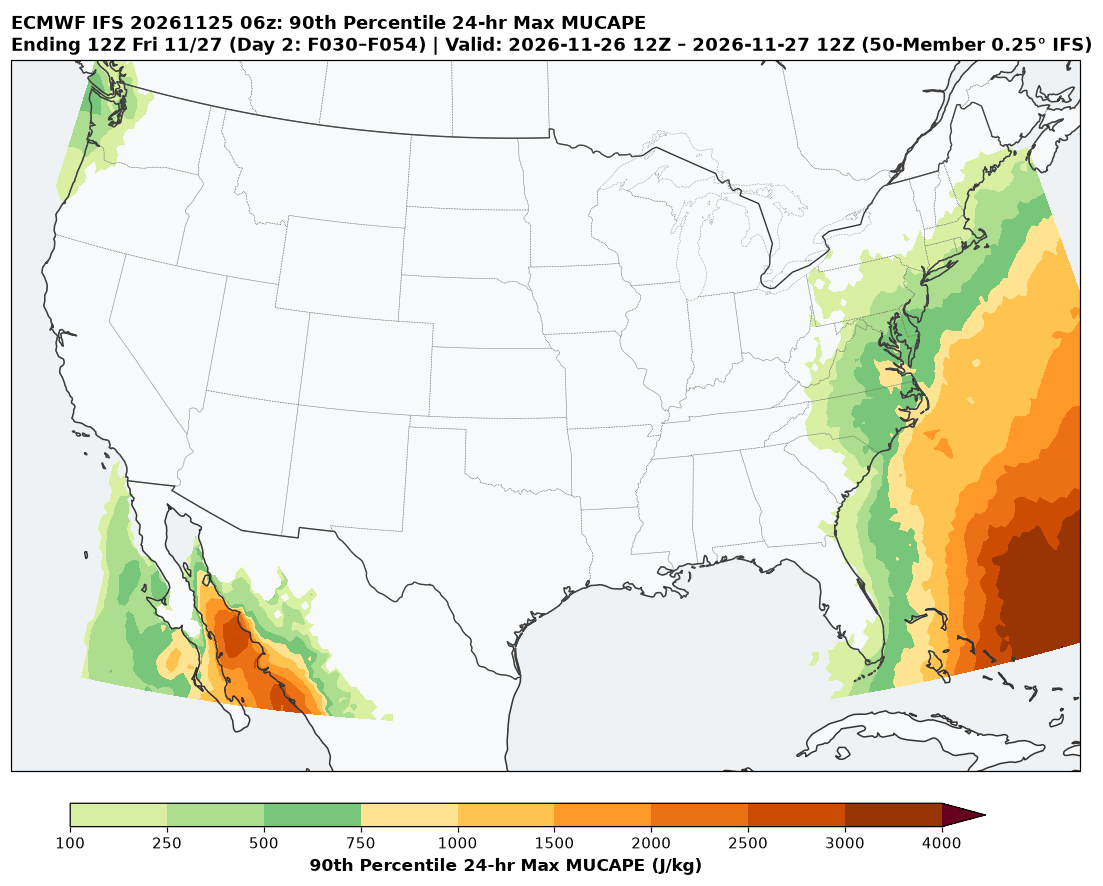 ECMWF IFS 20261125 06z: 90th Percentile 24-hr Max MUCAPE
Ending 12Z Fri 11/27 (Day 2: F030–F054) | Valid: 2026-11-26 12Z – 2026-11-27 12Z (50-Member 0.25° IFS)
100 250 500 750 1000 1500 2000 2500 3000 4000
90th Percentile 24-hr Max MUCAPE (J/kg)